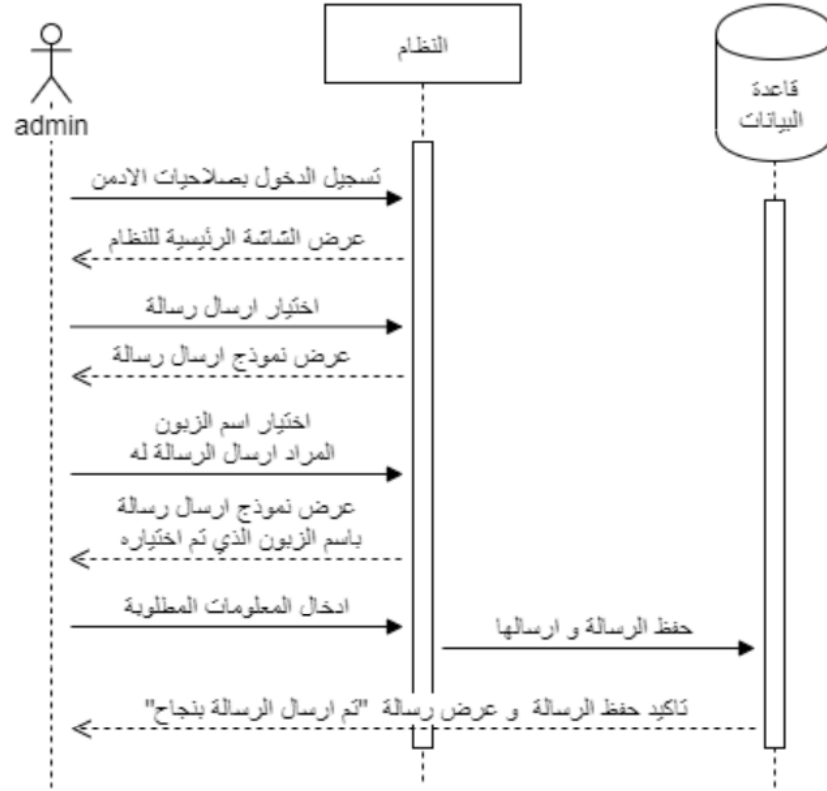 النظام
قاعدة
البيانات
admin
تسجيل الدخول بصلاحيات الادمن
عرض الشاشة الرئيسية للنظام
اختيار ارسال رسالة
عرض نموذج ارسال رسالة
اختيار اسم الزبون
المراد ارسال الرسالة له
عرض نموذج ارسال رسالة
باسم الزبون الذي تم اختياره
ادخال المعلومات المطلوبة
حفظ الرسالة و ارسالها
تاكيد حفظ الرسالة و عرض رسالة "تم ارسال الرسالة بنجاح"